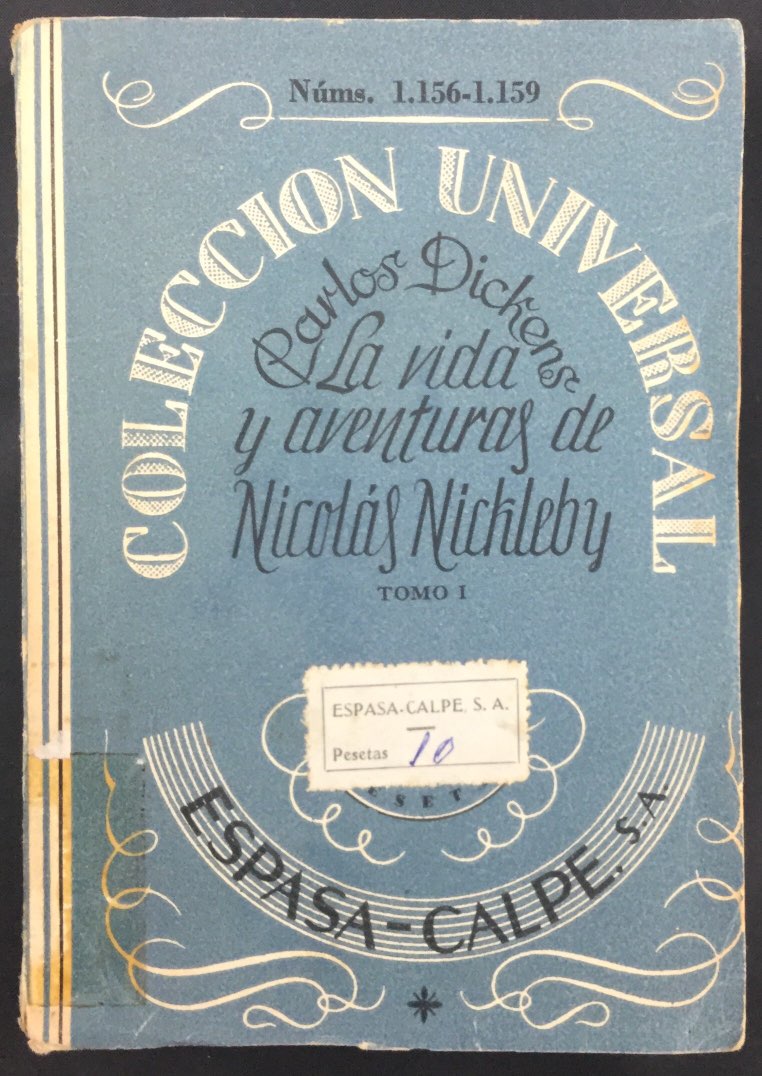 Núms. 1.156-1.159
COLECCION UNIVERSAL
Carlos Dickens
La vida
y aventuras de
Nicolás Nickleby
TOMO I
ESPASA-CALPE, S. A.
Pesetas 10
ESPASA-CALPE, S.A.